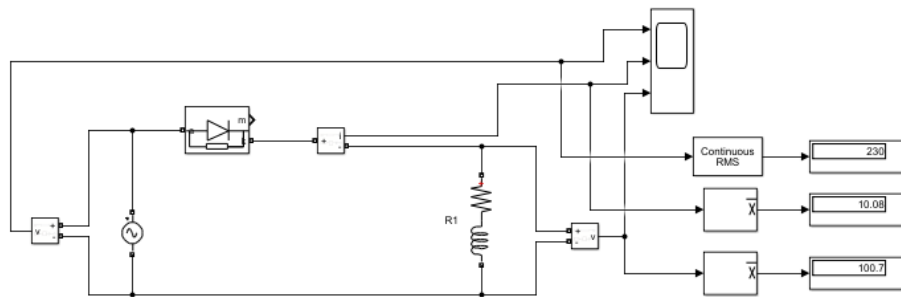 m
a
k
+
i
-
Continuous
RMS
230
+
R1
10.08
+
v
-
+
v
-
X
X
100.7